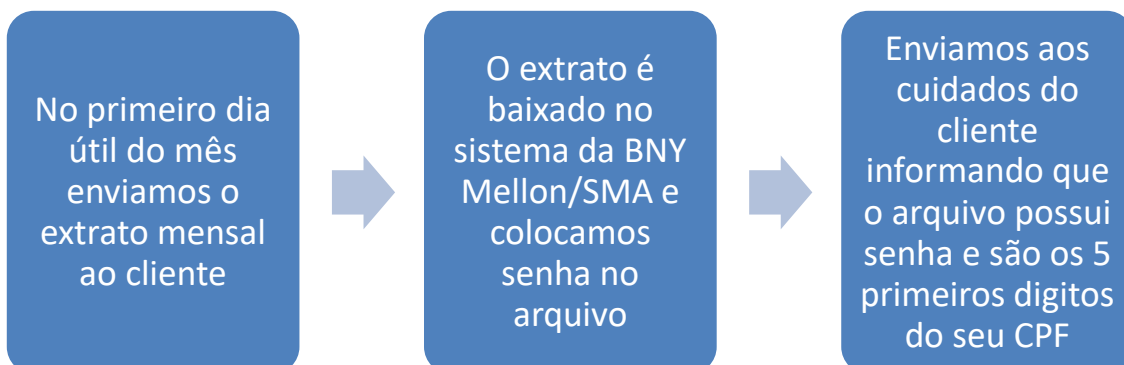 No primeiro dia
útil do mês
enviamos o
extrato mensal
ao cliente
O extrato é
baixado no
sistema da BNY
Mellon/SMA e
colocamos
senha no
arquivo
Enviamos aos
cuidados do
cliente
informando que
o arquivo possui
senha e são os 5
primeiros digitos
do seu CPF